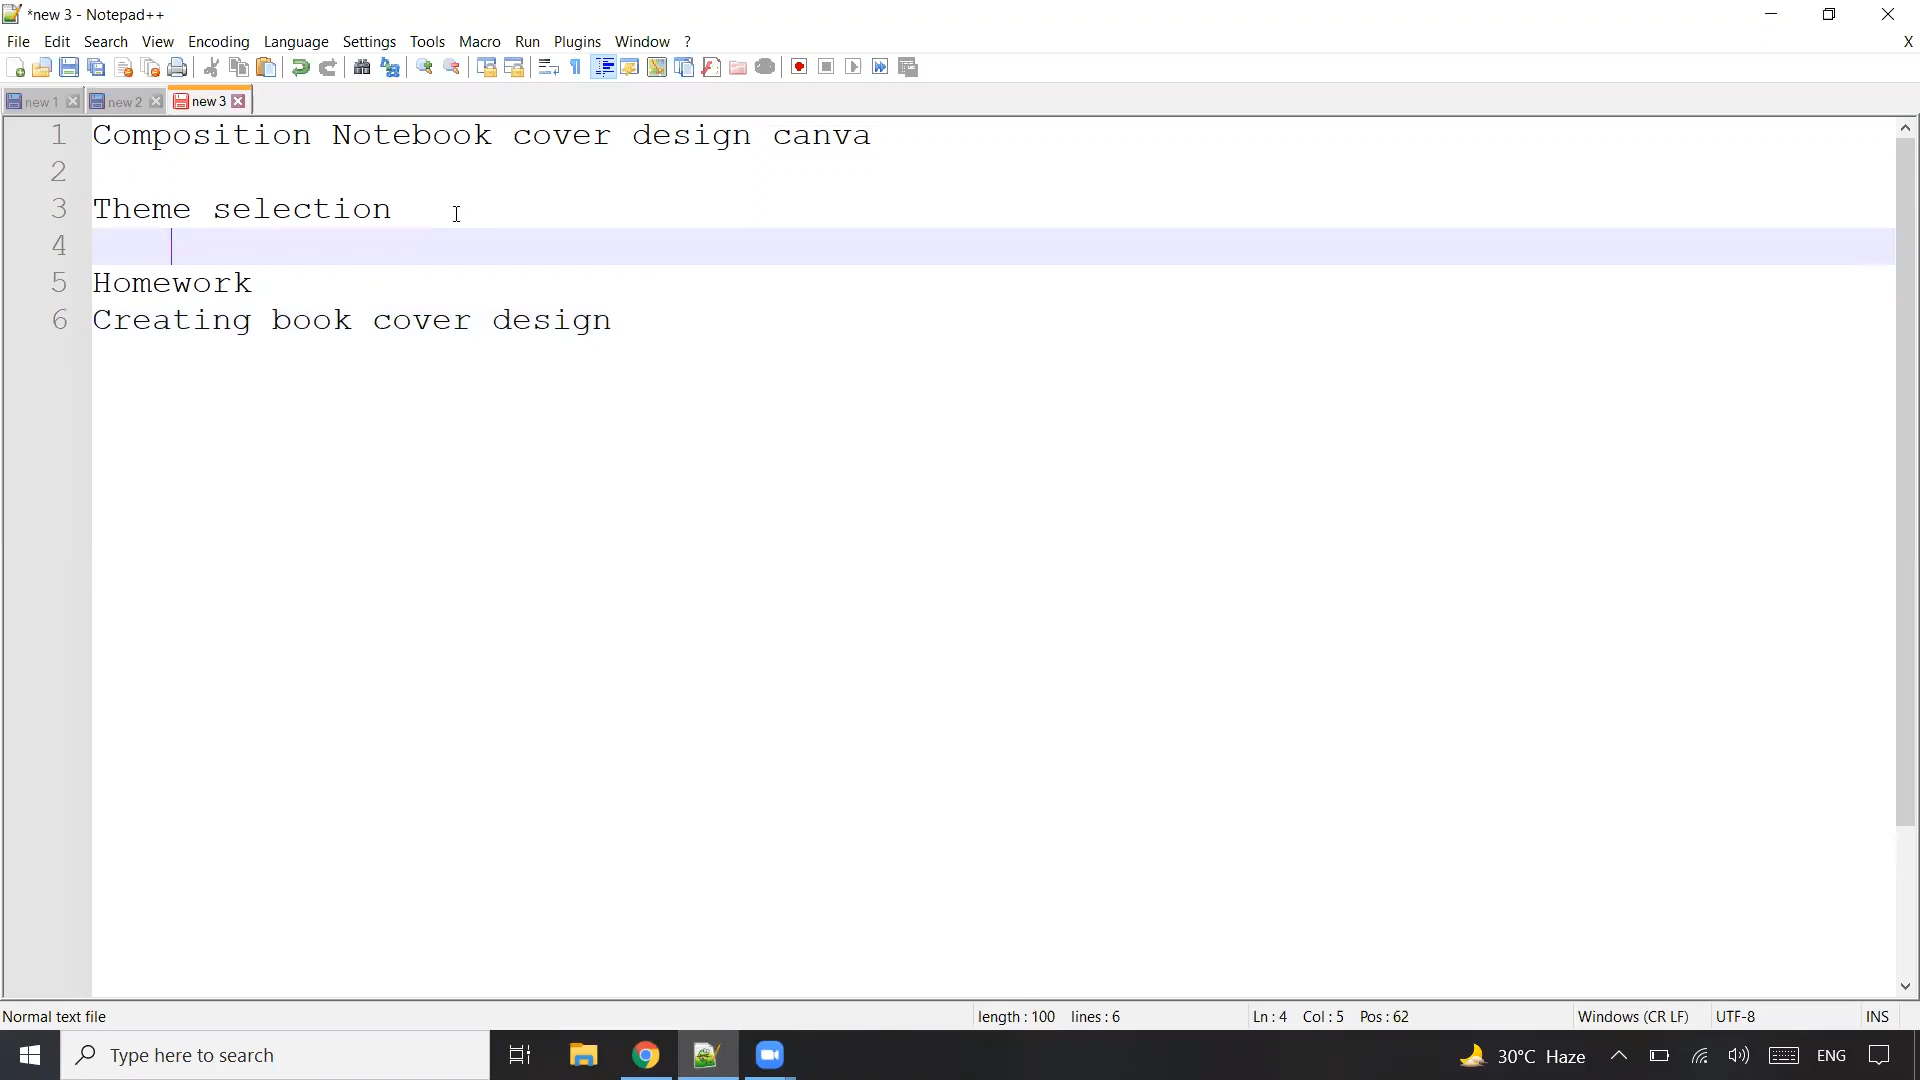 *new 3 - Notepad++
File Edit Search View Encoding Language Settings Tools Macro Run Plugins Window ? X
new 1 new 2 new 3
1 Composition Notebook cover design canva
2
3 Theme selection
4
5 Homework
6 Creating book cover design
Normal text file length : 100 lines : 6 Ln : 4 Col : 5 Pos : 62 Windows (CR LF) UTF-8 INS
Type here to search 30°C Haze ENG